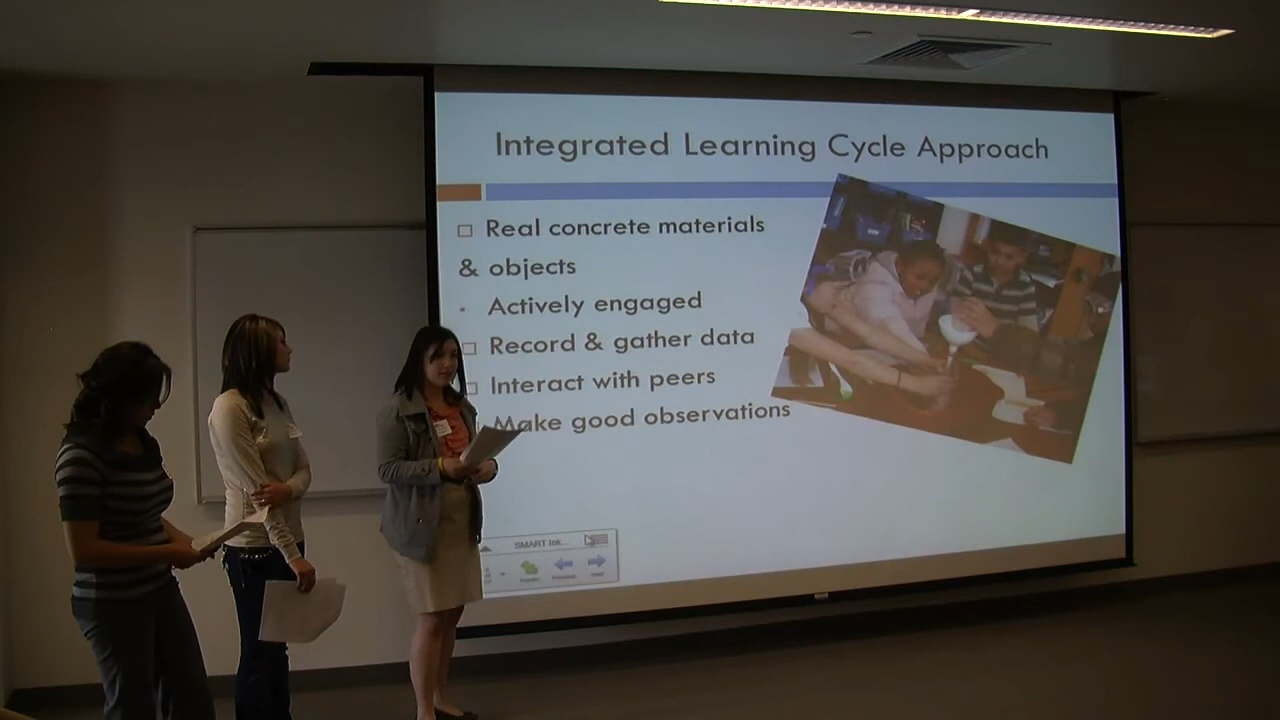 Integrated Learning Cycle Approach
Real concrete materials
& objects
Actively engaged
Record & gather data
Interact with peers
Make good observations
SMART Ink...